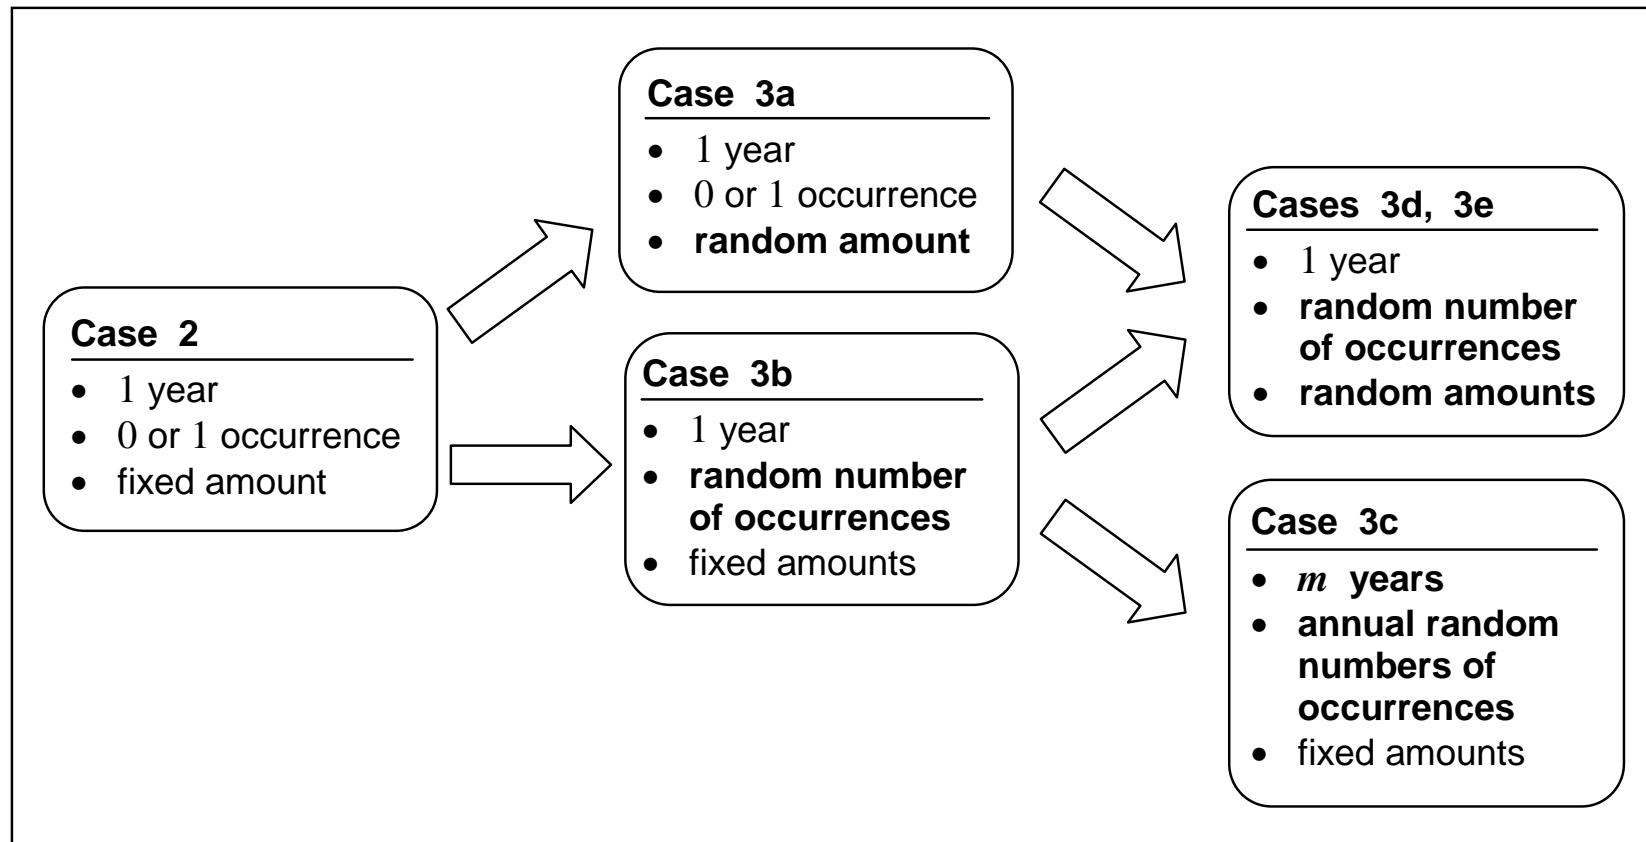 Case 2
• 1 year
• 0 or 1 occurrence
• fixed amount
Case 3a
• 1 year
• 0 or 1 occurrence
• random amount
Case 3b
• 1 year
• random number
of occurrences
• fixed amounts
Cases 3d, 3e
• 1 year
• random number
of occurrences
• random amounts
Case 3c
• m years
• annual random
numbers of
occurrences
• fixed amounts